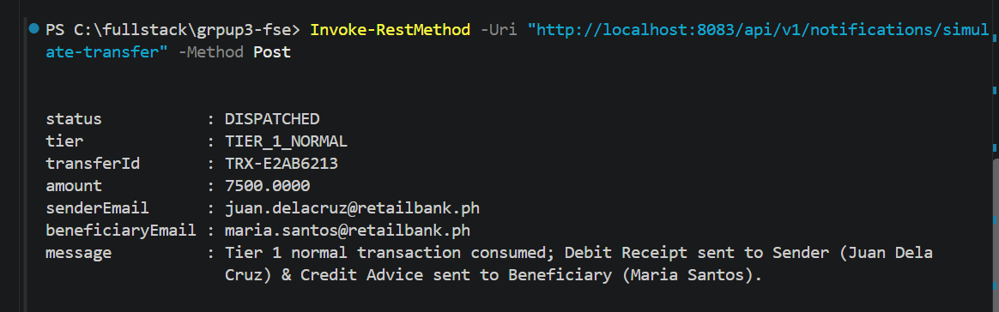 PS C:\fullstack\grpup3-fse> Invoke-RestMethod -Uri "http://localhost:8083/api/v1/notifications/simul
ate-transfer" -Method Post
status : DISPATCHED
tier : TIER_1_NORMAL
transferId : TRX-E2AB6213
amount : 7500.0000
senderEmail : juan.delacruz@retailbank.ph
beneficiaryEmail : maria.santos@retailbank.ph
message : Tier 1 normal transaction consumed; Debit Receipt sent to Sender (Juan Dela
Cruz) & Credit Advice sent to Beneficiary (Maria Santos).